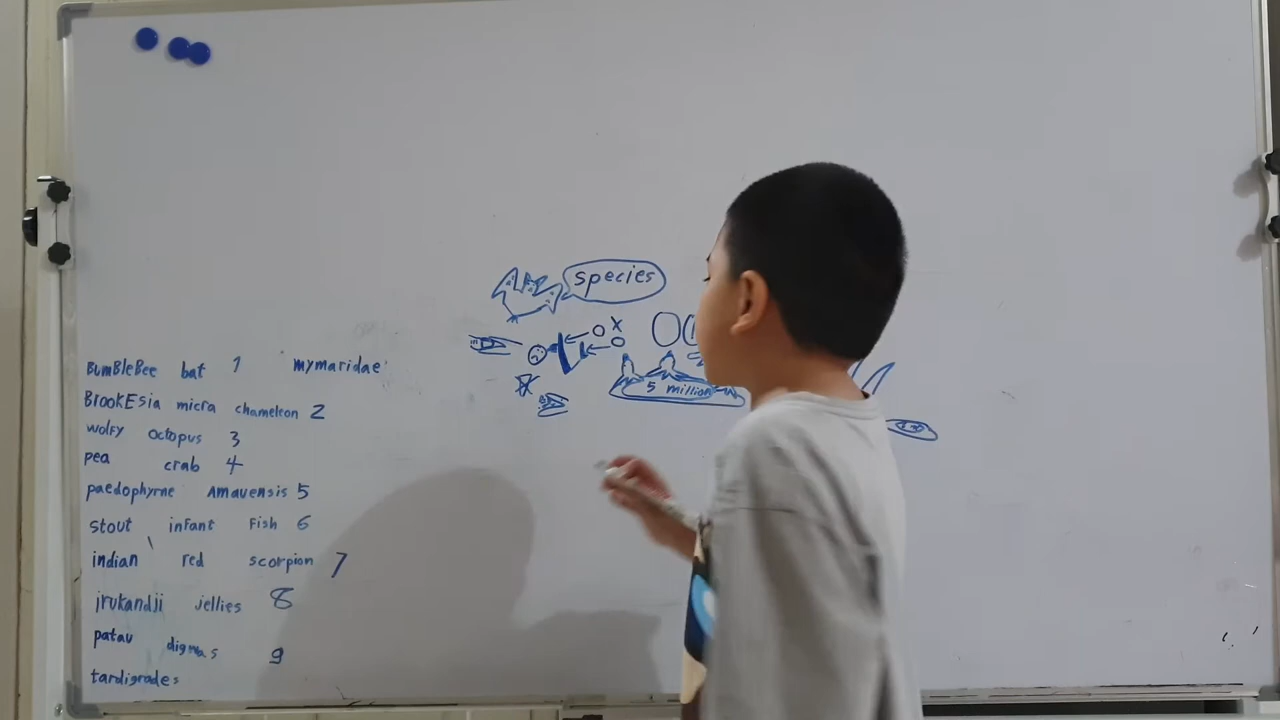 species
5 million
BumBleBee bat 1 mymaridae
BrookEsia micra chameleon 2
wolfy octopus 3
pea crab 4
paedophyrne Amauensis 5
stout infant Fish 6
indian red scorpion 7
jrukandji jellies 8
patau digmas 9
tardigrades